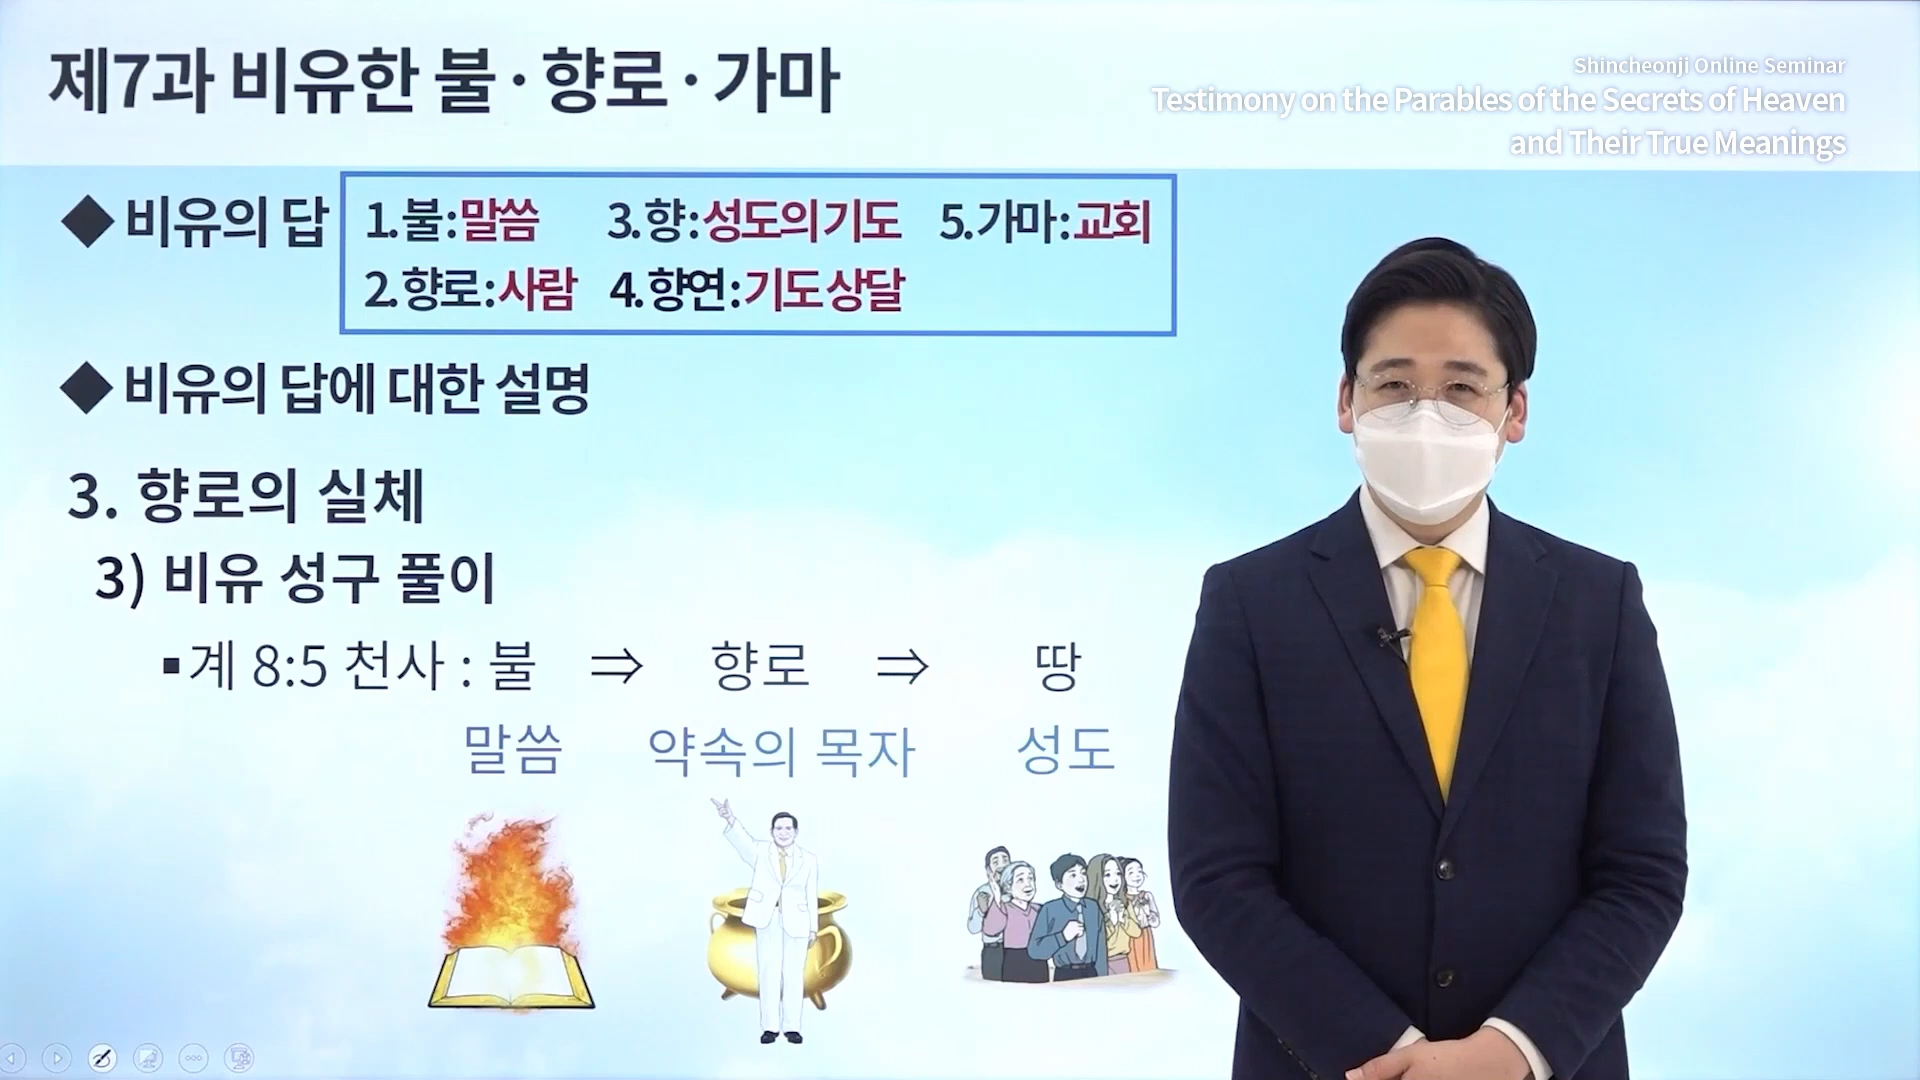 제7과 비유한 불·향로·가마
Shincheonji Online Seminar
Testimony on the Parables of the Secrets of Heaven
and Their True Meanings
◆비유의 답
1.불:말씀 3.향:성도의 기도 5.가마:교회
2.향로:사람 4.향연:기도 상달
◆비유의 답에 대한 설명
3. 향로의 실체
3) 비유 성구 풀이
▪계 8:5 천사 : 불 ⇒ 향로 ⇒ 땅
말씀 약속의 목자 성도